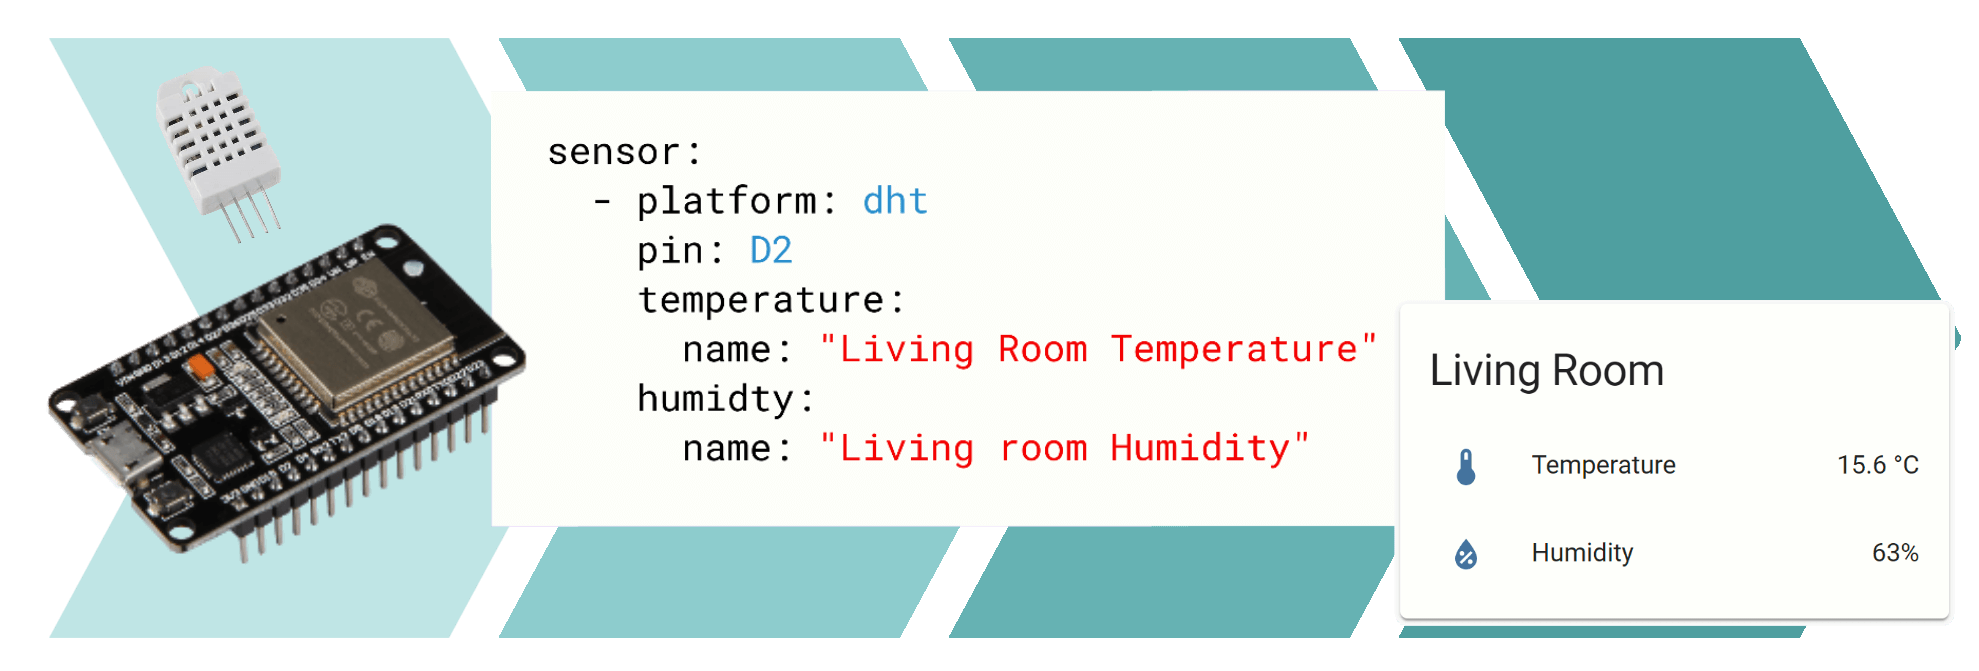 sensor:
- platform: dht
pin: D2
temperature:
name: "Living Room Temperature"
humidty:
name: "Living room Humidity"
Living Room
Temperature 15.6 °C
Humidity 63%